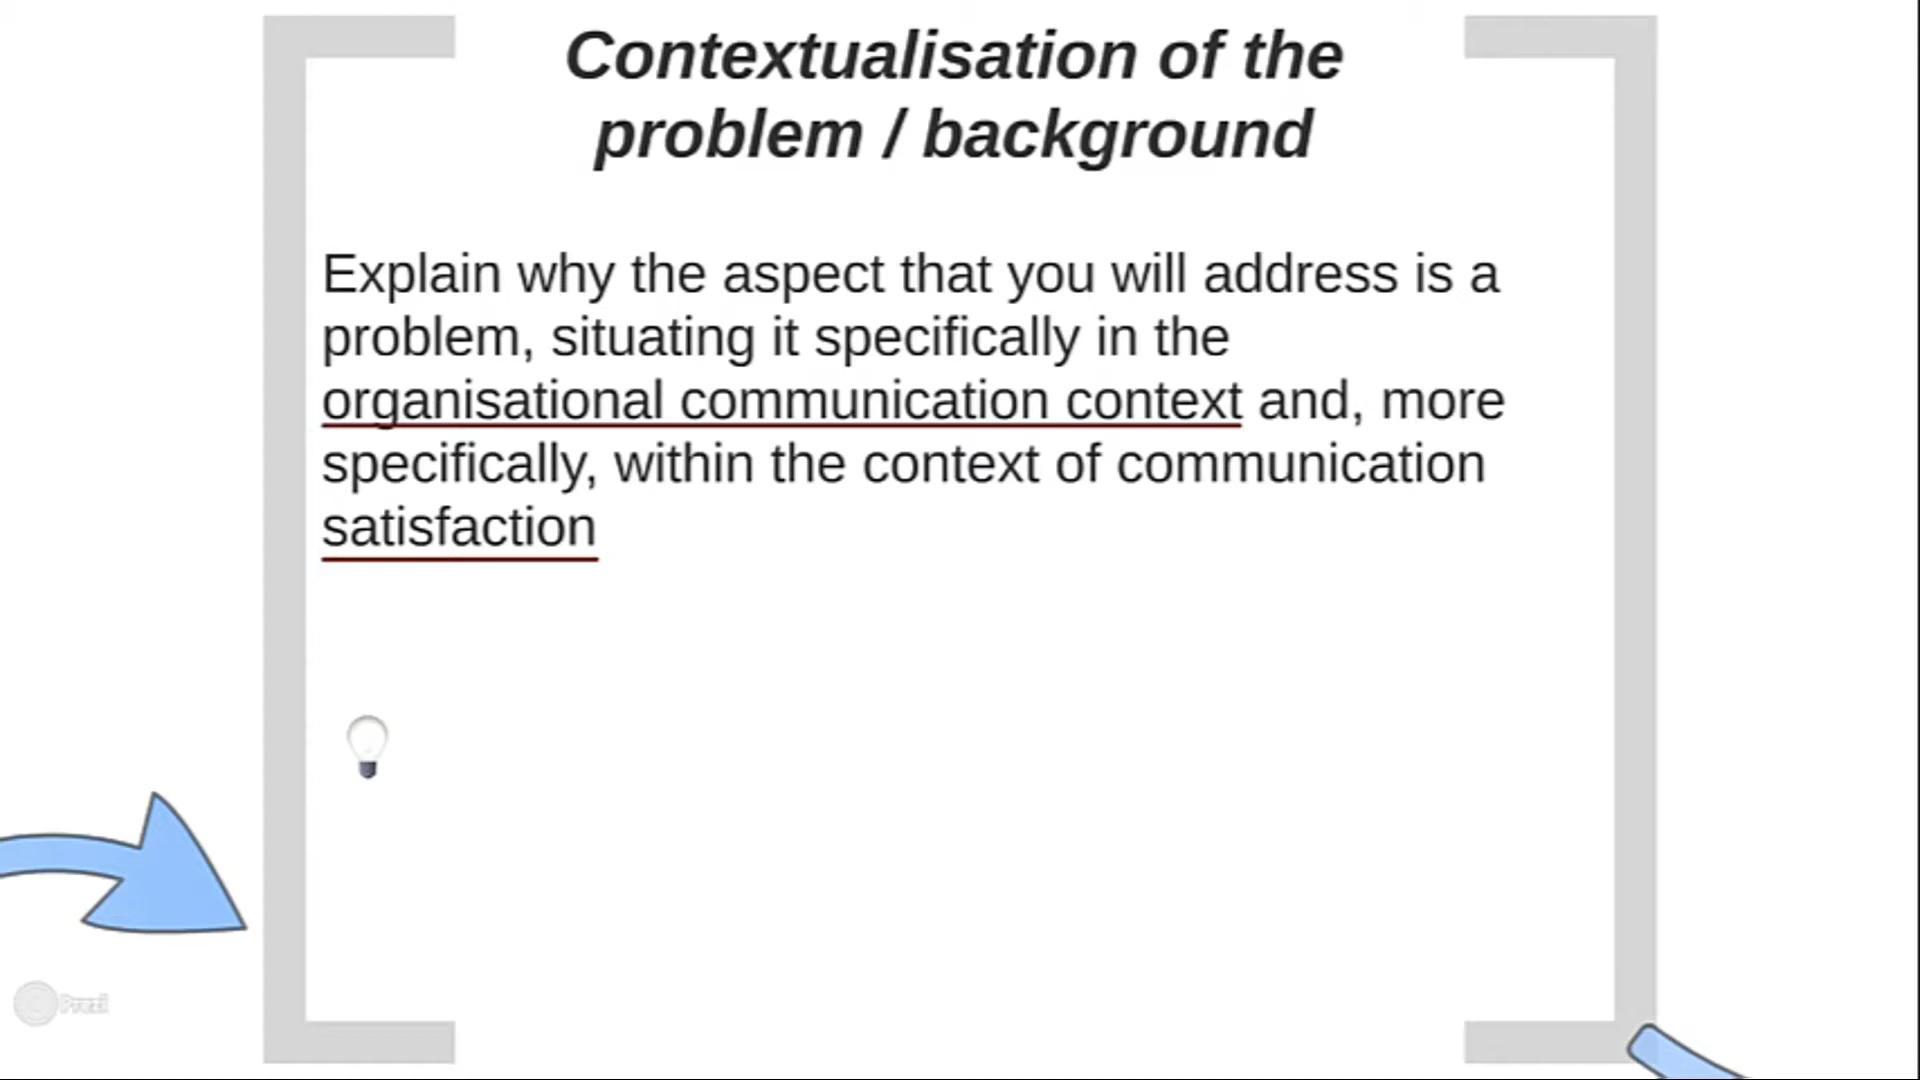 Contextualisation of the
problem / background
Explain why the aspect that you will address is a
problem, situating it specifically in the
organisational communication context and, more
specifically, within the context of communication
satisfaction
Prezi